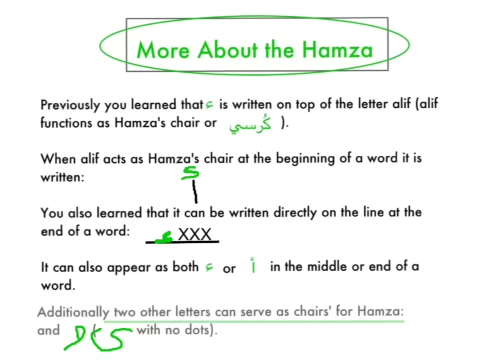 More About the Hamza
Previously you learned that ء is written on top of the letter alif (alif
functions as Hamza's chair or كُرسي ).
When alif acts as Hamza's chair at the beginning of a word it is
written:
أ
You also learned that it can be written directly on the line at the
end of a word: ء XXX
It can also appear as both ء or أ in the middle or end of a
word.
Additionally two other letters can serve as chairs' for Hamza:
and و ( ى with no dots).